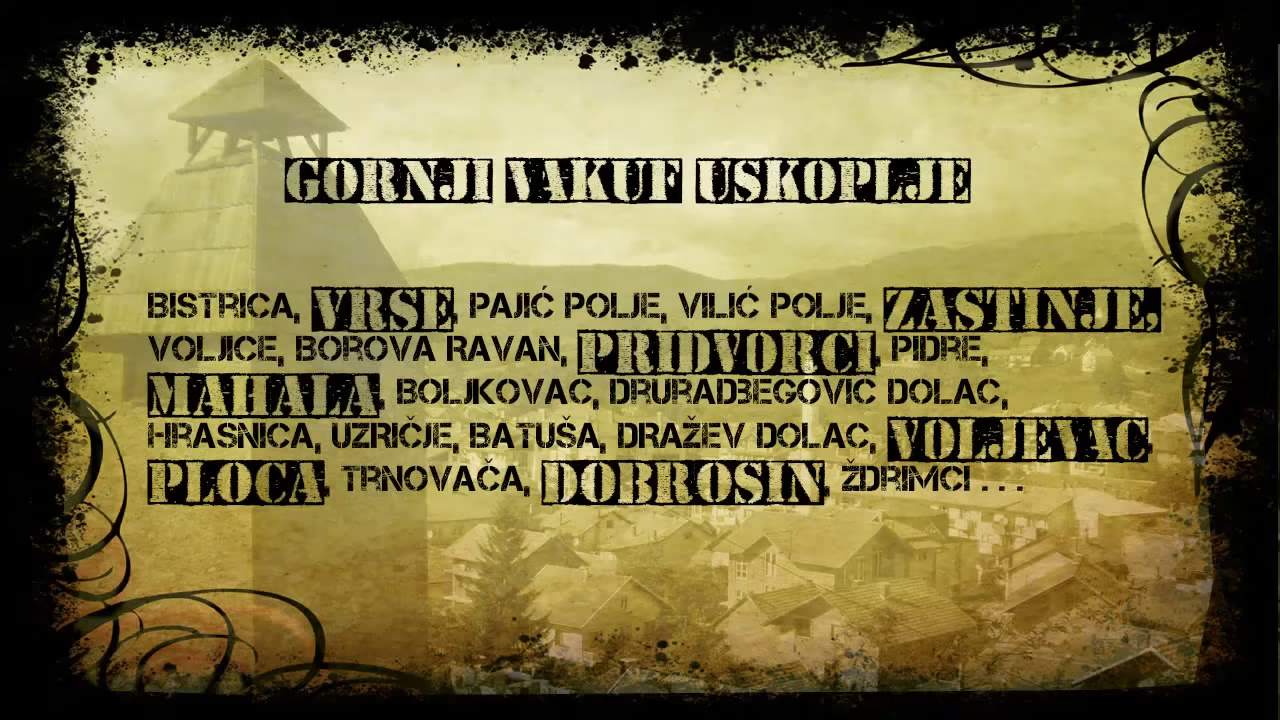 GORNJI VAKUF USKOPLJE
BISTRICA, VRSE, PAJIĆ POLJE, VILIĆ POLJE, ZASTINJE,
VOLJICE, BOROVA RAVAN, PRIDVORCI, PIDRE,
MAHALA, BOLJKOVAC, DRURADBEGOVIC DOLAC,
HRASNICA, UZRIČJE, BATUŠA, DRAŽEV DOLAC, VOLJEVAC,
PLOCA, TRNOVAČA, DOBROSIN, ŽDRIMCI . . .